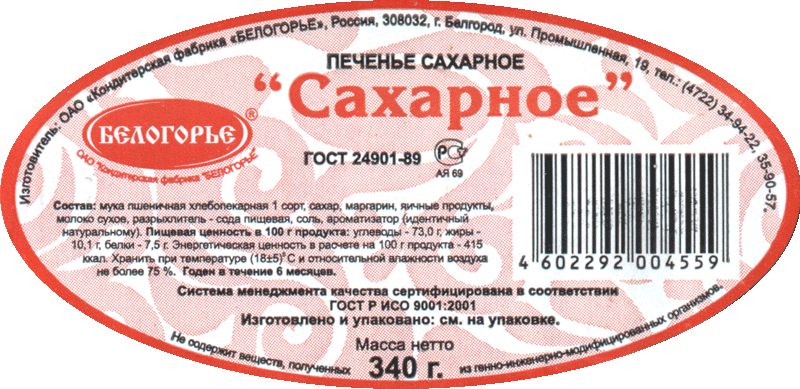 Изготовитель: ОАО «Кондитерская фабрика «БЕЛОГОРЬЕ», Россия, 308032, г. Белгород, ул. Промышленная, 19, тел.: (4722) 34-94-22, 35-90-57.
ПЕЧЕНЬЕ САХАРНОЕ
“Сахарное”
БЕЛОГОРЬЕ®
ОАО "Кондитерская фабрика "БЕЛОГОРЬЕ"
ГОСТ 24901-89
АЯ 69
Состав: мука пшеничная хлебопекарная 1 сорт, сахар, маргарин, яичные продукты,
молоко сухое, разрыхлитель - сода пищевая, соль, ароматизатор (идентичный
натуральному). Пищевая ценность в 100 г продукта: углеводы - 73,0 г; жиры -
10,1 г, белки - 7,5 г. Энергетическая ценность в расчете на 100 г продукта - 415
ккал. Хранить при температуре (18±5)°С и относительной влажности воздуха
не более 75 %. Годен в течение 6 месяцев.
4 602292 004559
Система менеджмента качества сертифицирована в соответствии
ГОСТ Р ИСО 9001:2001
Изготовлено и упаковано: см. на упаковке.
Масса нетто
340 г.
Не содержит веществ, полученных из генно-инженерно-модифицированных организмов.